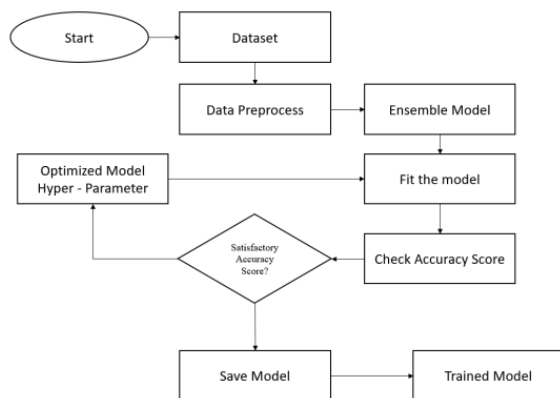 Start
Dataset
Data Preprocess
Ensemble Model
Optimized Model
Hyper - Parameter
Fit the model
Satisfactory
Accuracy
Score?
Check Accuracy Score
Save Model
Trained Model